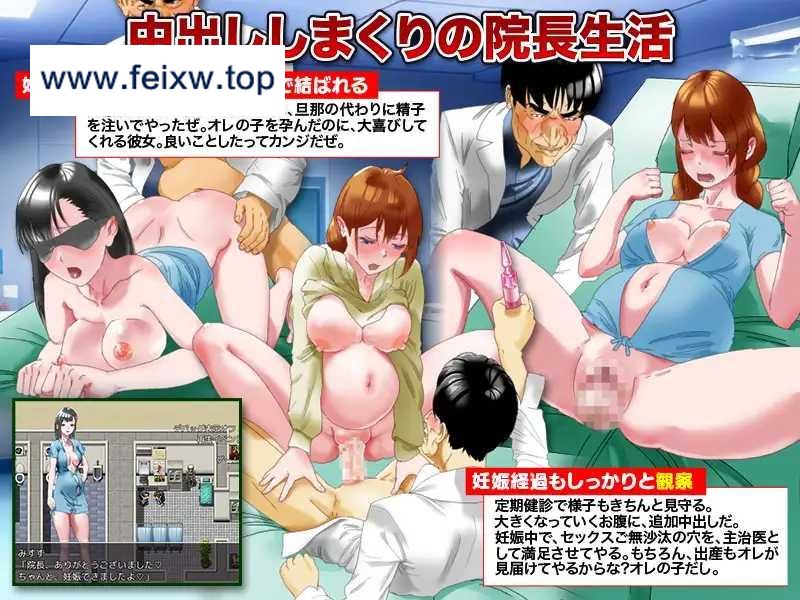 中出ししまくりの院長生活
www.feixw.top
で結ばれる
、旦那の代わりに精子
を注いでやったぜ。オレの子を孕んだのに、大喜びして
くれる彼女。良いことしたってカンジだぜ。
みすず
「院長、ありがとうございました♡
ちゃんと、妊娠できましたよ♡」
妊娠経過もしっかりと観察
定期健診で様子もきちんと見守る。
大きくなっていくお腹に、追加中出しだ。
妊娠中で、セックスご無沙汰の穴を、主治医と
して満足させてやる。もちろん、出産もオレが
見届けてやるからな?オレの子だし。